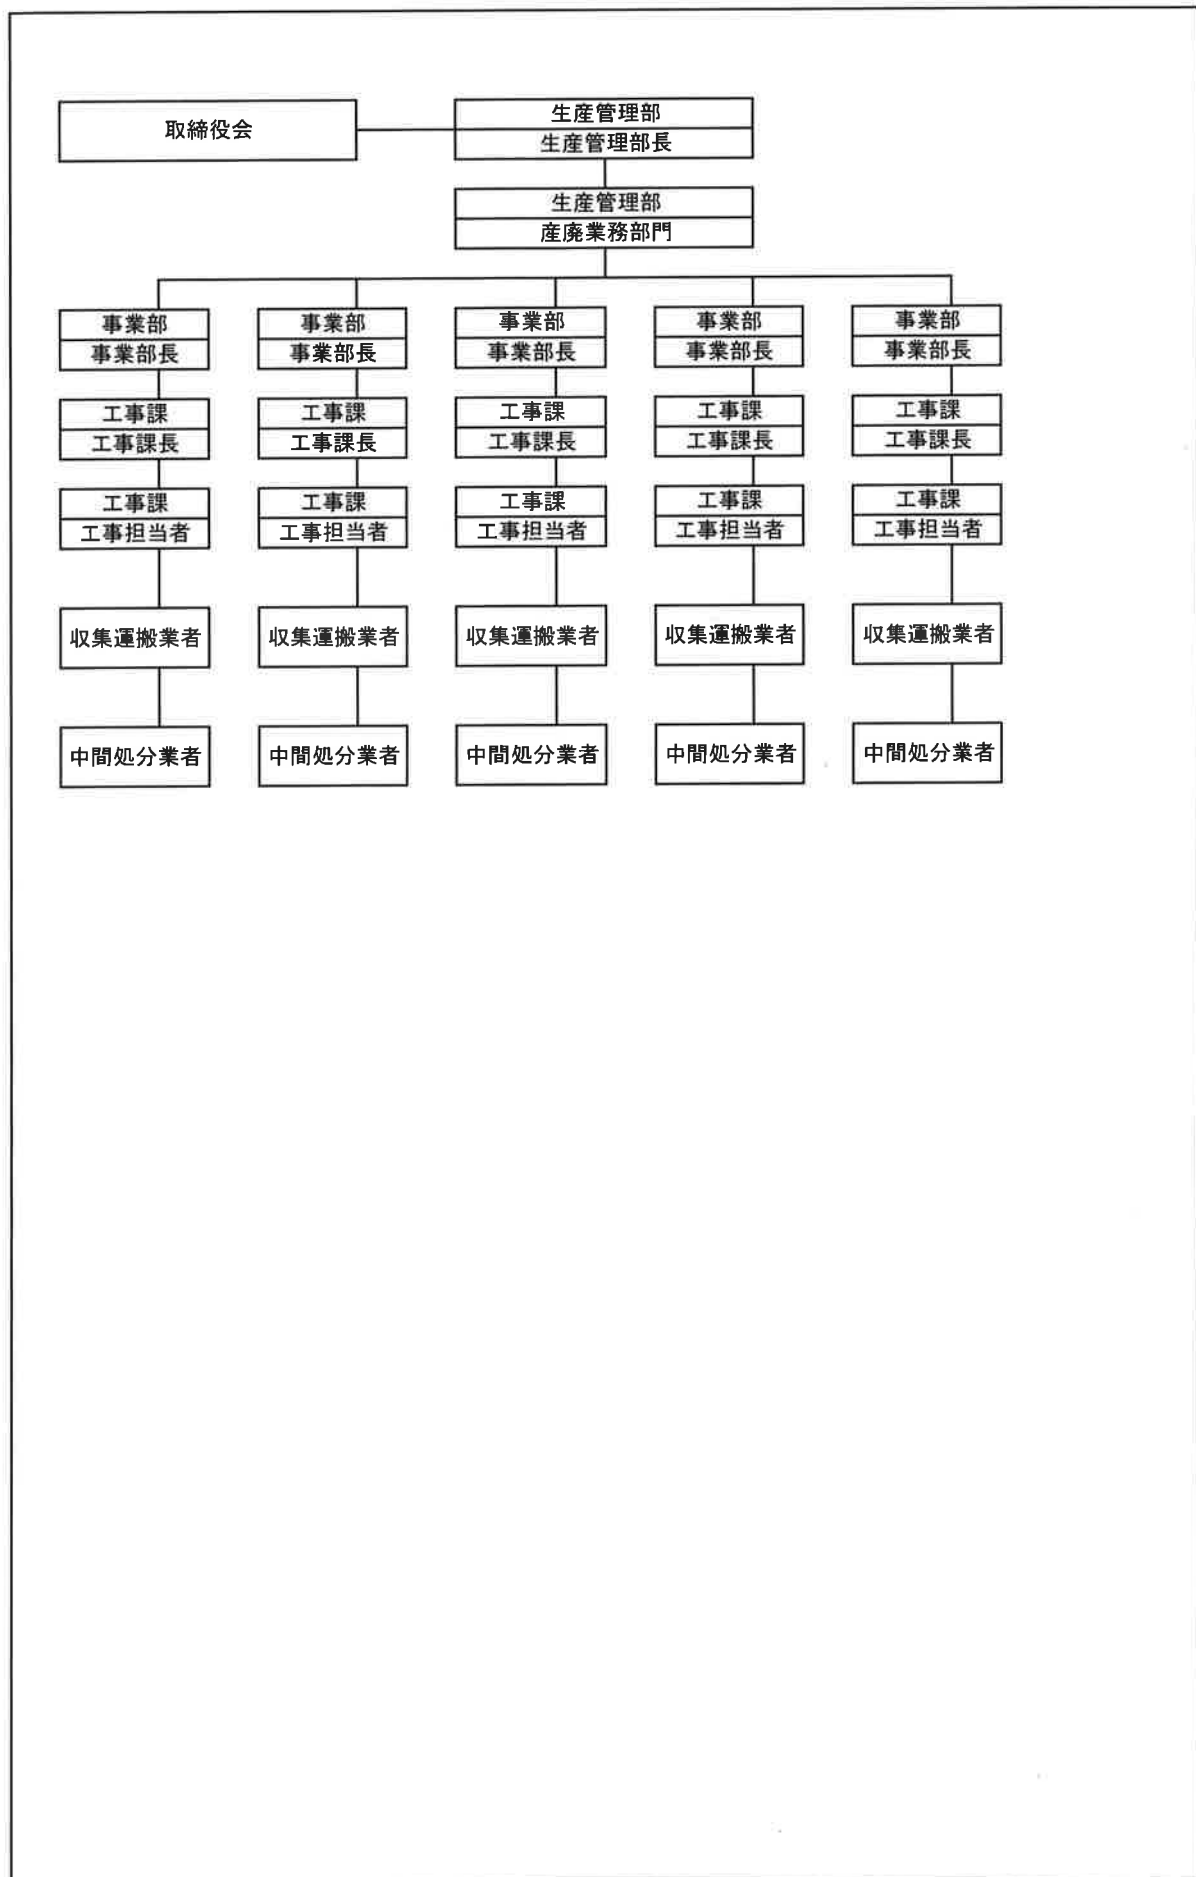 取締役会
生産管理部
生産管理部長
生産管理部
産廃業務部門
事業部 事業部 事業部 事業部 事業部
事業部長 事業部長 事業部長 事業部長 事業部長
工事課 工事課 工事課 工事課 工事課
工事課長 工事課長 工事課長 工事課長 工事課長
工事課 工事課 工事課 工事課 工事課
工事担当者 工事担当者 工事担当者 工事担当者 工事担当者
収集運搬業者 収集運搬業者 収集運搬業者 収集運搬業者 収集運搬業者
中間処分業者 中間処分業者 中間処分業者 中間処分業者 中間処分業者